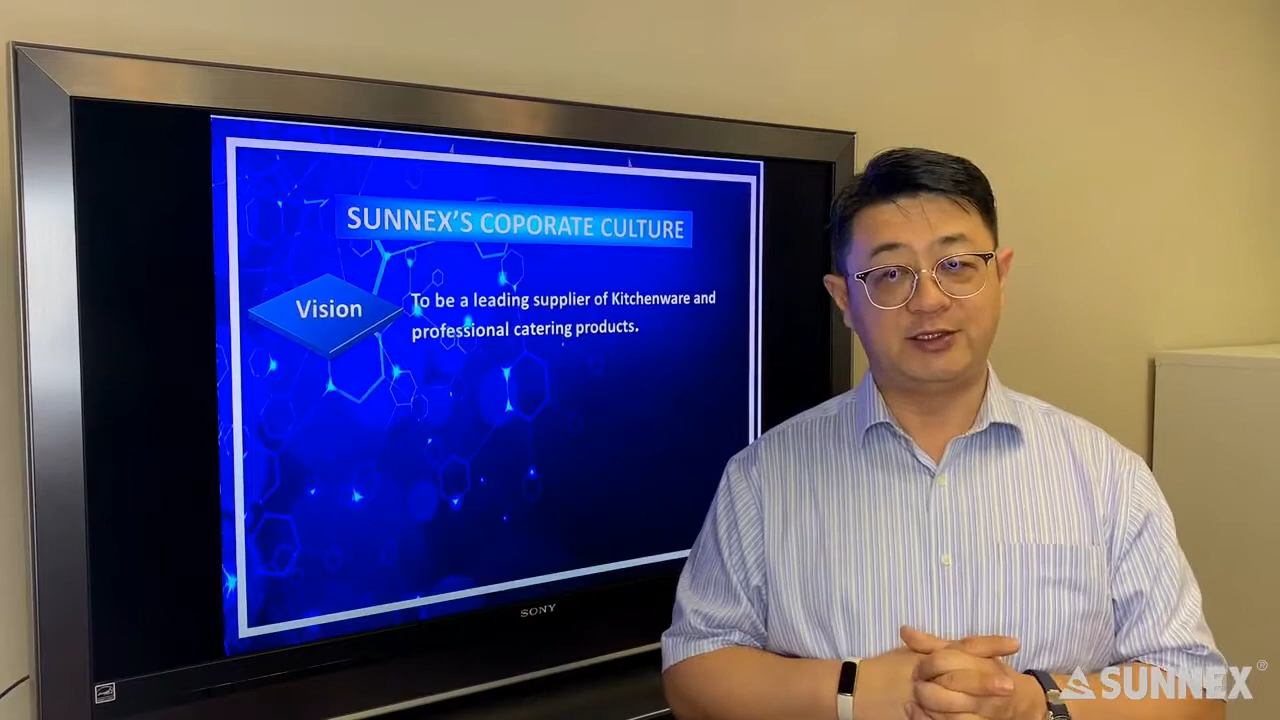 SUNNEX'S COPORATE CULTURE
Vision
To be a leading supplier of Kitchenware and
professional catering products.
SONY
SUNNEX®